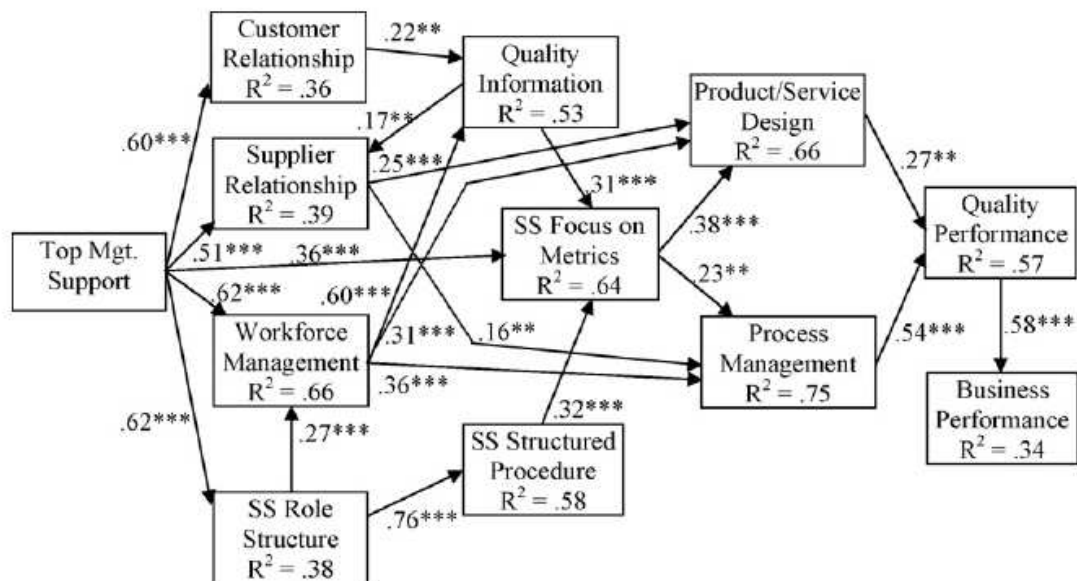 Customer
Relationship
R² = .36
.22**
Quality
Information
R² = .53
Product/Service
Design
R² = .66
.17**
.60***
Supplier
Relationship
R² = .39
.25***
.27**
.31***
Top Mgt.
Support
.51***
.36***
SS Focus on
Metrics
R² = .64
.38***
Quality
Performance
R² = .57
.62***
.60***
.23**
Workforce
Management
R² = .66
.31***
.16**
.36***
Process
Management
R² = .75
.54***
.58***
Business
Performance
R² = .34
.62***
.27***
.32***
SS Structured
Procedure
R² = .58
SS Role
Structure
R² = .38
.76***